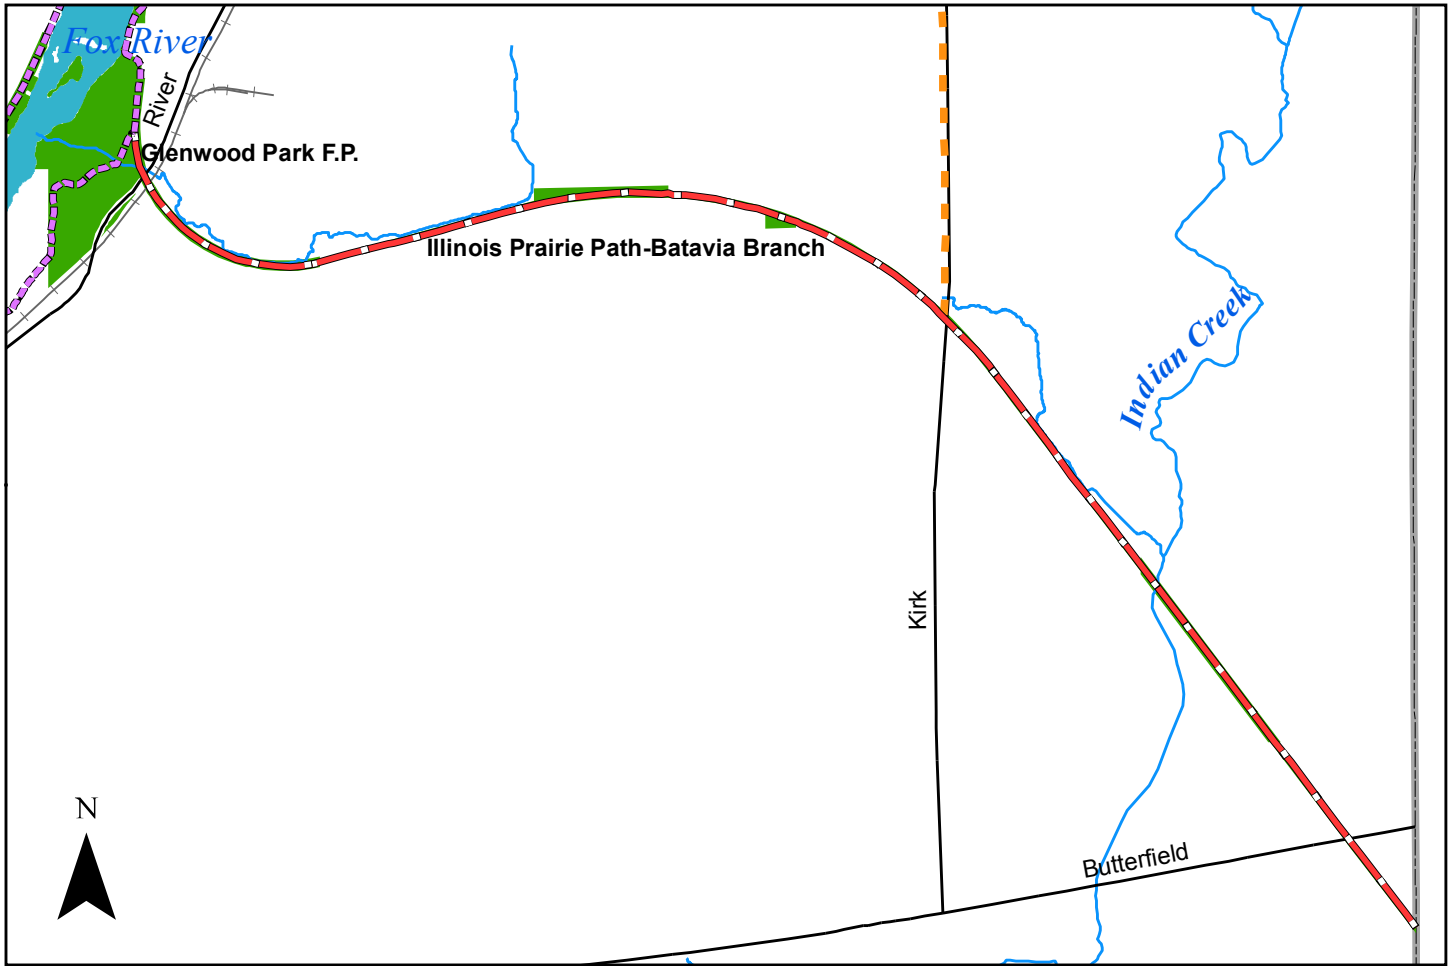 Fox River
River
Glenwood Park F.P.
Illinois Prairie Path-Batavia Branch
Indian Creek
Kirk
N
Butterfield